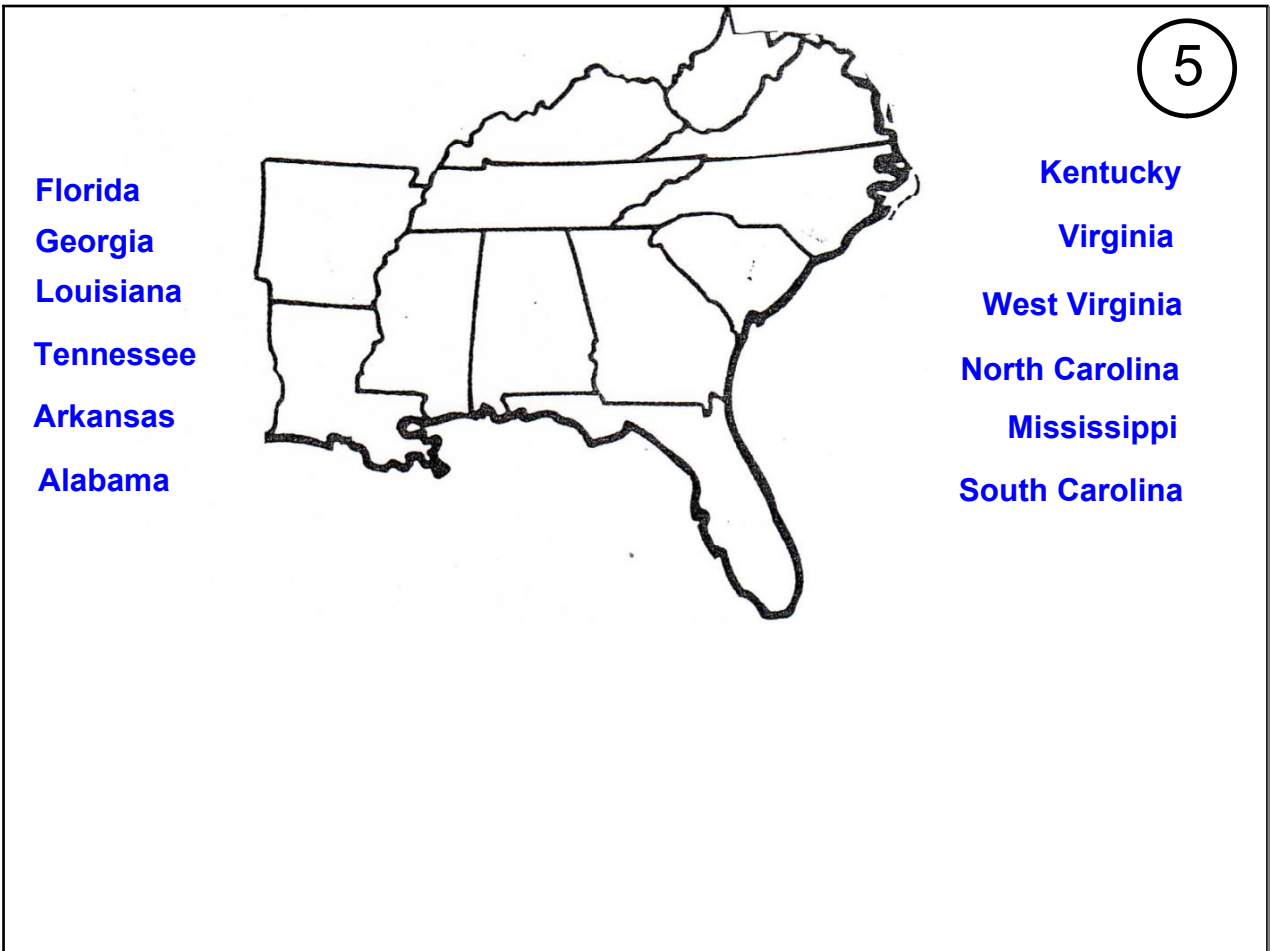 5
Florida
Georgia
Louisiana
Tennessee
Arkansas
Alabama
Kentucky
Virginia
West Virginia
North Carolina
Mississippi
South Carolina